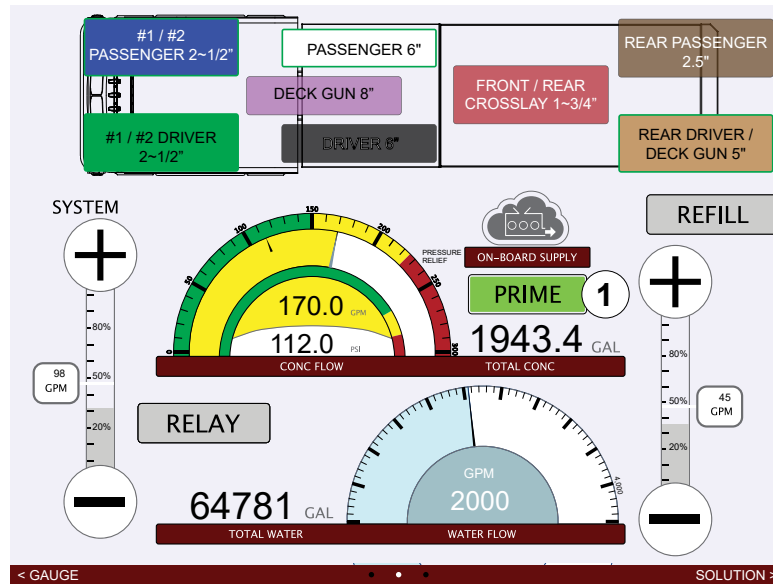 #1 / #2
PASSENGER 2~1/2”
PASSENGER 6"
REAR PASSENGER
2.5"
DECK GUN 8”
FRONT / REAR
CROSSLAY 1~3/4”
#1 / #2 DRIVER
2~1/2”
DRIVER 6"
REAR DRIVER /
DECK GUN 5"
SYSTEM
REFILL
0
50
100
150
200
250
300
PRESSURE
RELIEF
ON-BOARD SUPPLY
PRIME
1
170.0 GPM
112.0 PSI
1943.4 GAL
CONC FLOW
TOTAL CONC
80%
50%
20%
98
GPM
80%
50%
20%
45
GPM
RELAY
GPM
2000
4,000
64781 GAL
TOTAL WATER
WATER FLOW
< GAUGE
SOLUTION >